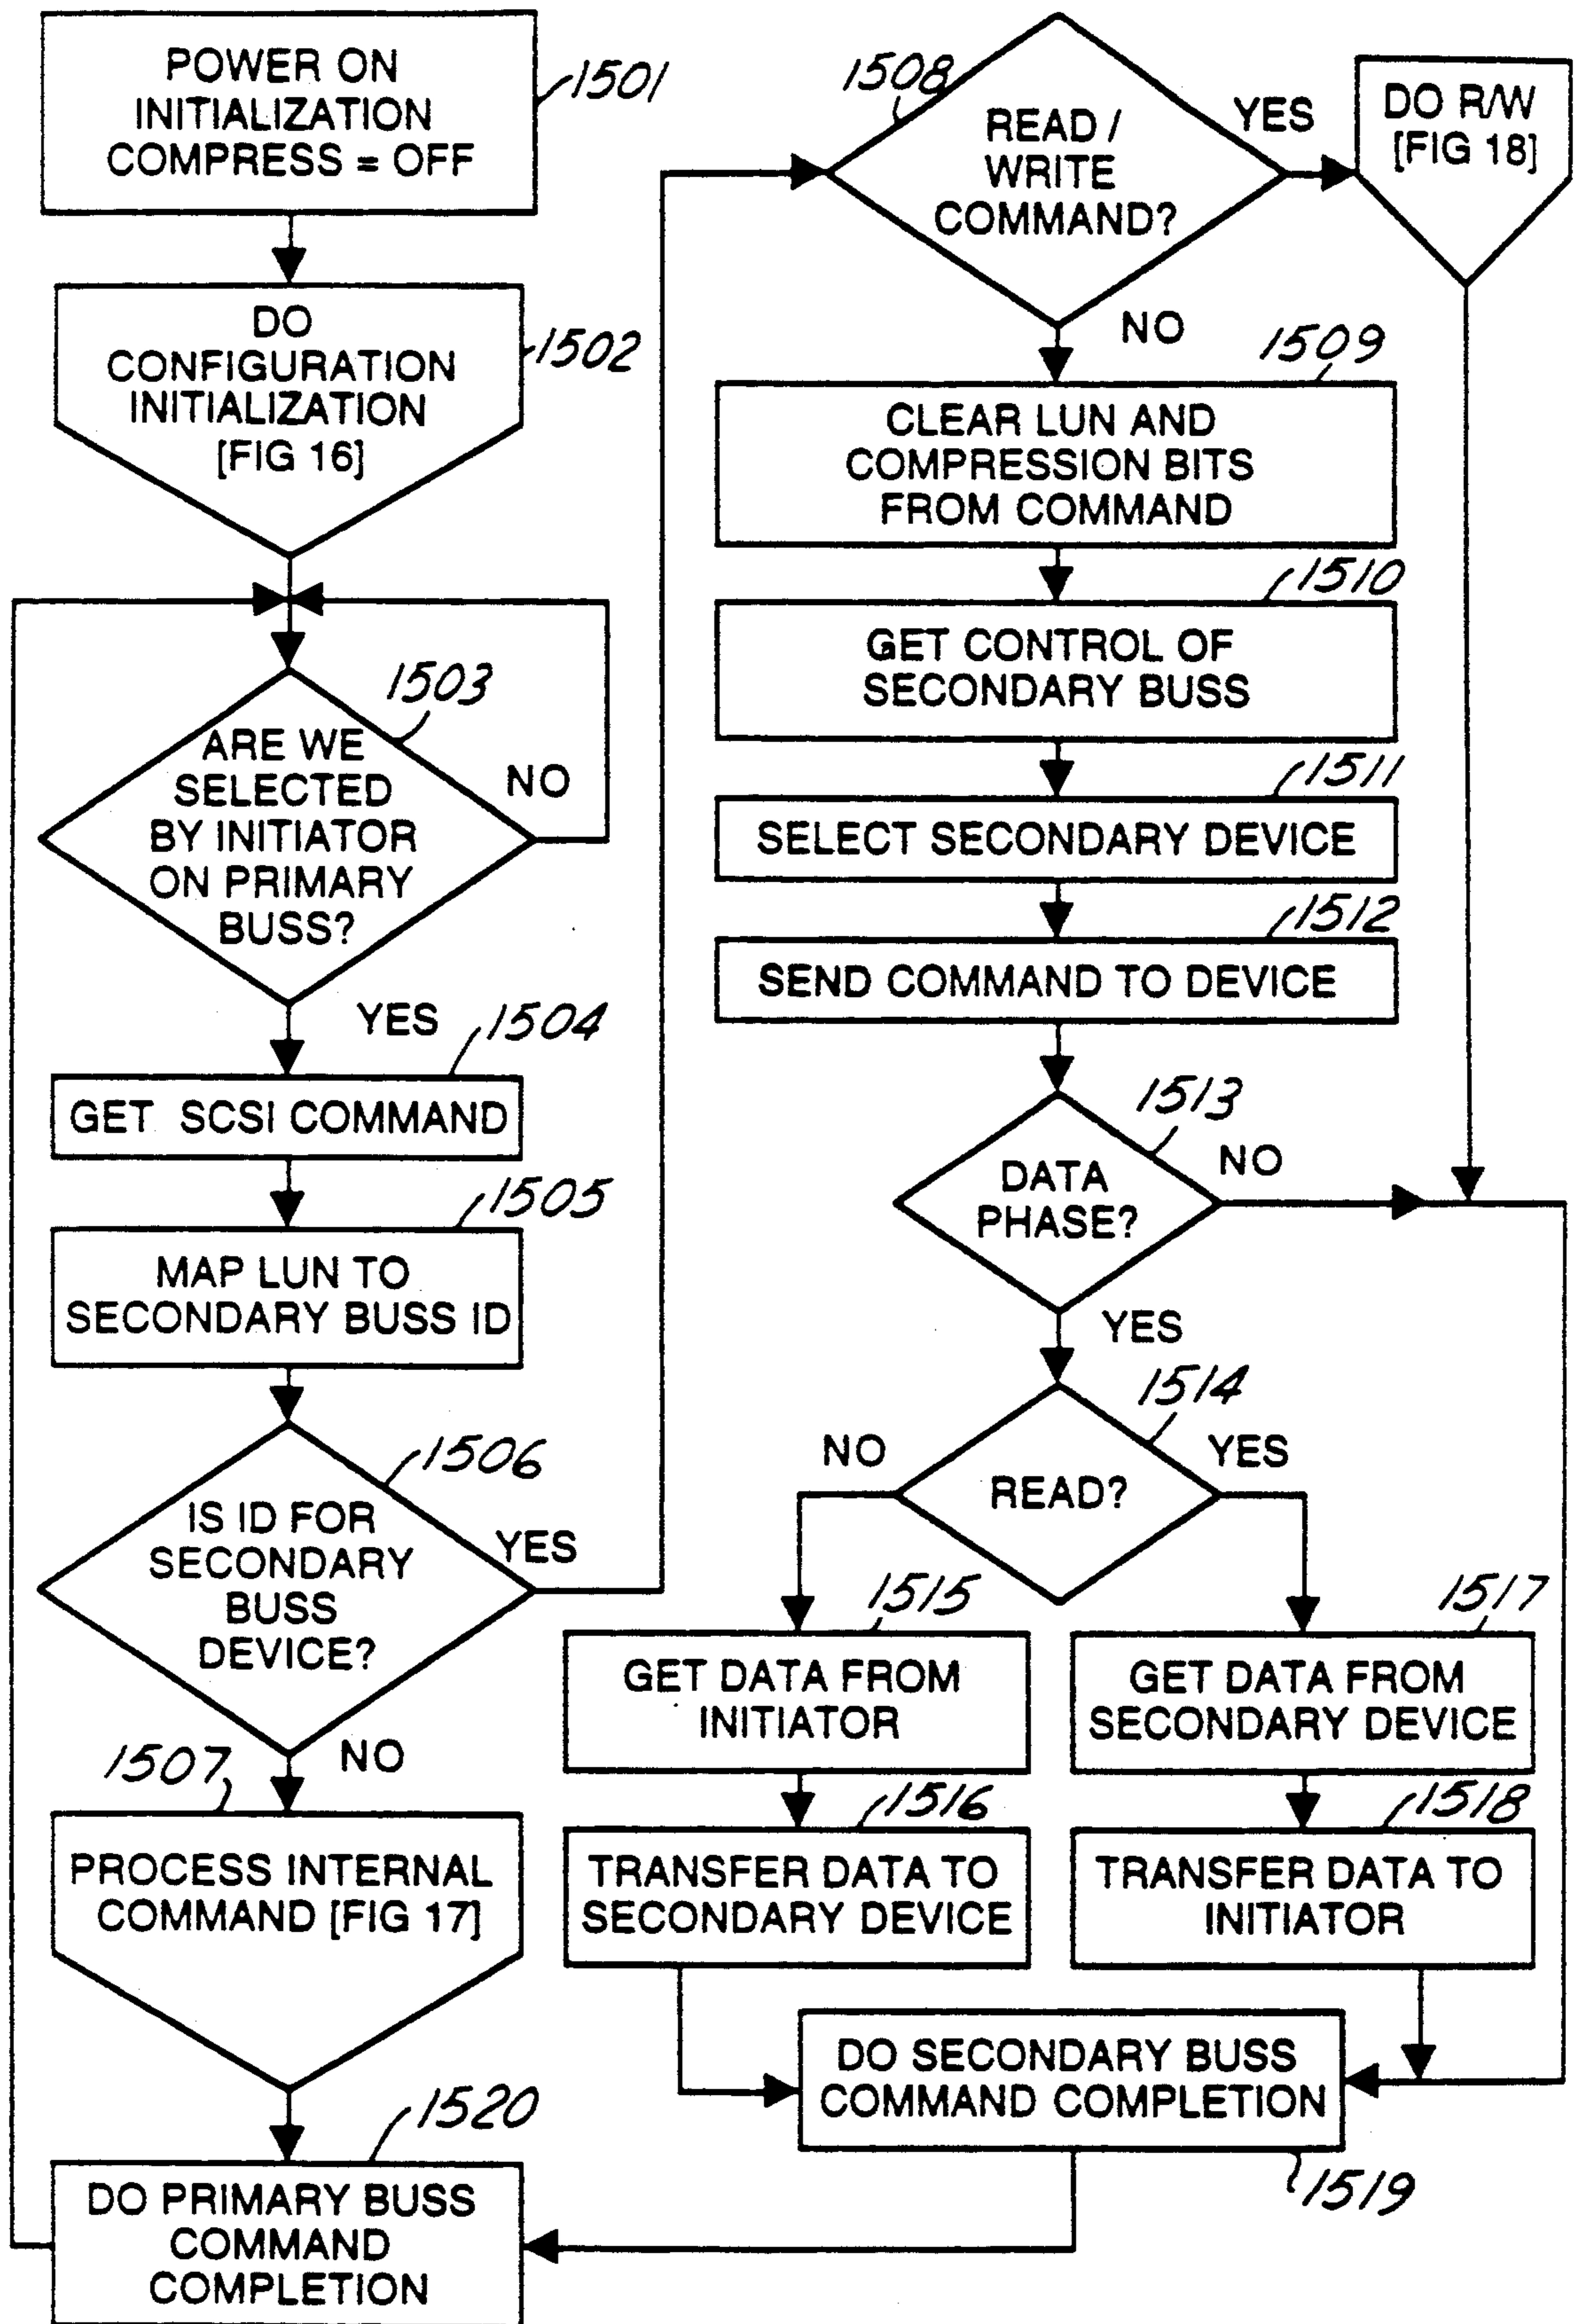 POWER ON
INITIALIZATION
COMPRESS = OFF
1501
DO
CONFIGURATION
INITIALIZATION
[FIG 16]
1502
1503
ARE WE
SELECTED
BY INITIATOR
ON PRIMARY
BUSS?
NO
YES
1504
GET SCSI COMMAND
1505
MAP LUN TO
SECONDARY BUSS ID
1506
IS ID FOR
SECONDARY
BUSS
DEVICE?
YES
NO
1507
PROCESS INTERNAL
COMMAND [FIG 17]
1520
DO PRIMARY BUSS
COMMAND
COMPLETION
1508
READ /
WRITE
COMMAND?
YES
DO R/W
[FIG 18]
NO
1509
CLEAR LUN AND
COMPRESSION BITS
FROM COMMAND
1510
GET CONTROL OF
SECONDARY BUSS
1511
SELECT SECONDARY DEVICE
1512
SEND COMMAND TO DEVICE
1513
DATA
PHASE?
NO
YES
1514
NO
READ?
YES
1515
GET DATA FROM
INITIATOR
1516
TRANSFER DATA TO
SECONDARY DEVICE
1517
GET DATA FROM
SECONDARY DEVICE
1518
TRANSFER DATA TO
INITIATOR
DO SECONDARY BUSS
COMMAND COMPLETION
1519